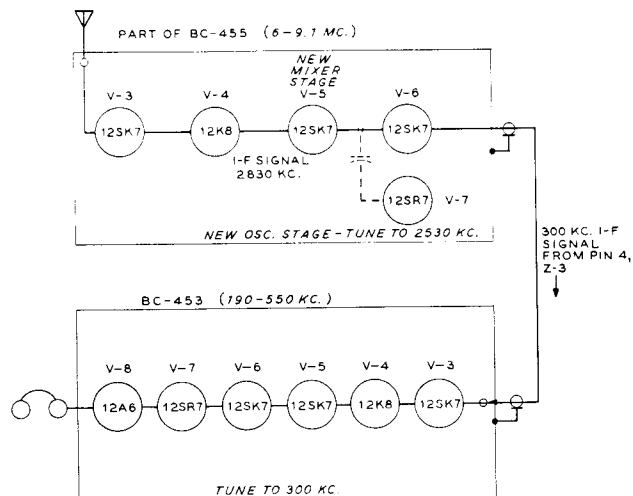 PART OF BC-455 (6-9.1 MC.)
NEW
MIXER
STAGE
V-3
V-4
V-5
V-6
12SK7
12K8
12SK7
12SK7
I-F SIGNAL
2830 KC.
12SR7
V-7
NEW OSC. STAGE-TUNE TO 2530 KC.
300 KC. I-F
SIGNAL
FROM PIN 4,
Z-3
BC-453 (190-550 KC.)
V-8
V-7
V-6
V-5
V-4
V-3
12A6
12SR7
12SK7
12SK7
12K8
12SK7
TUNE TO 300 KC.